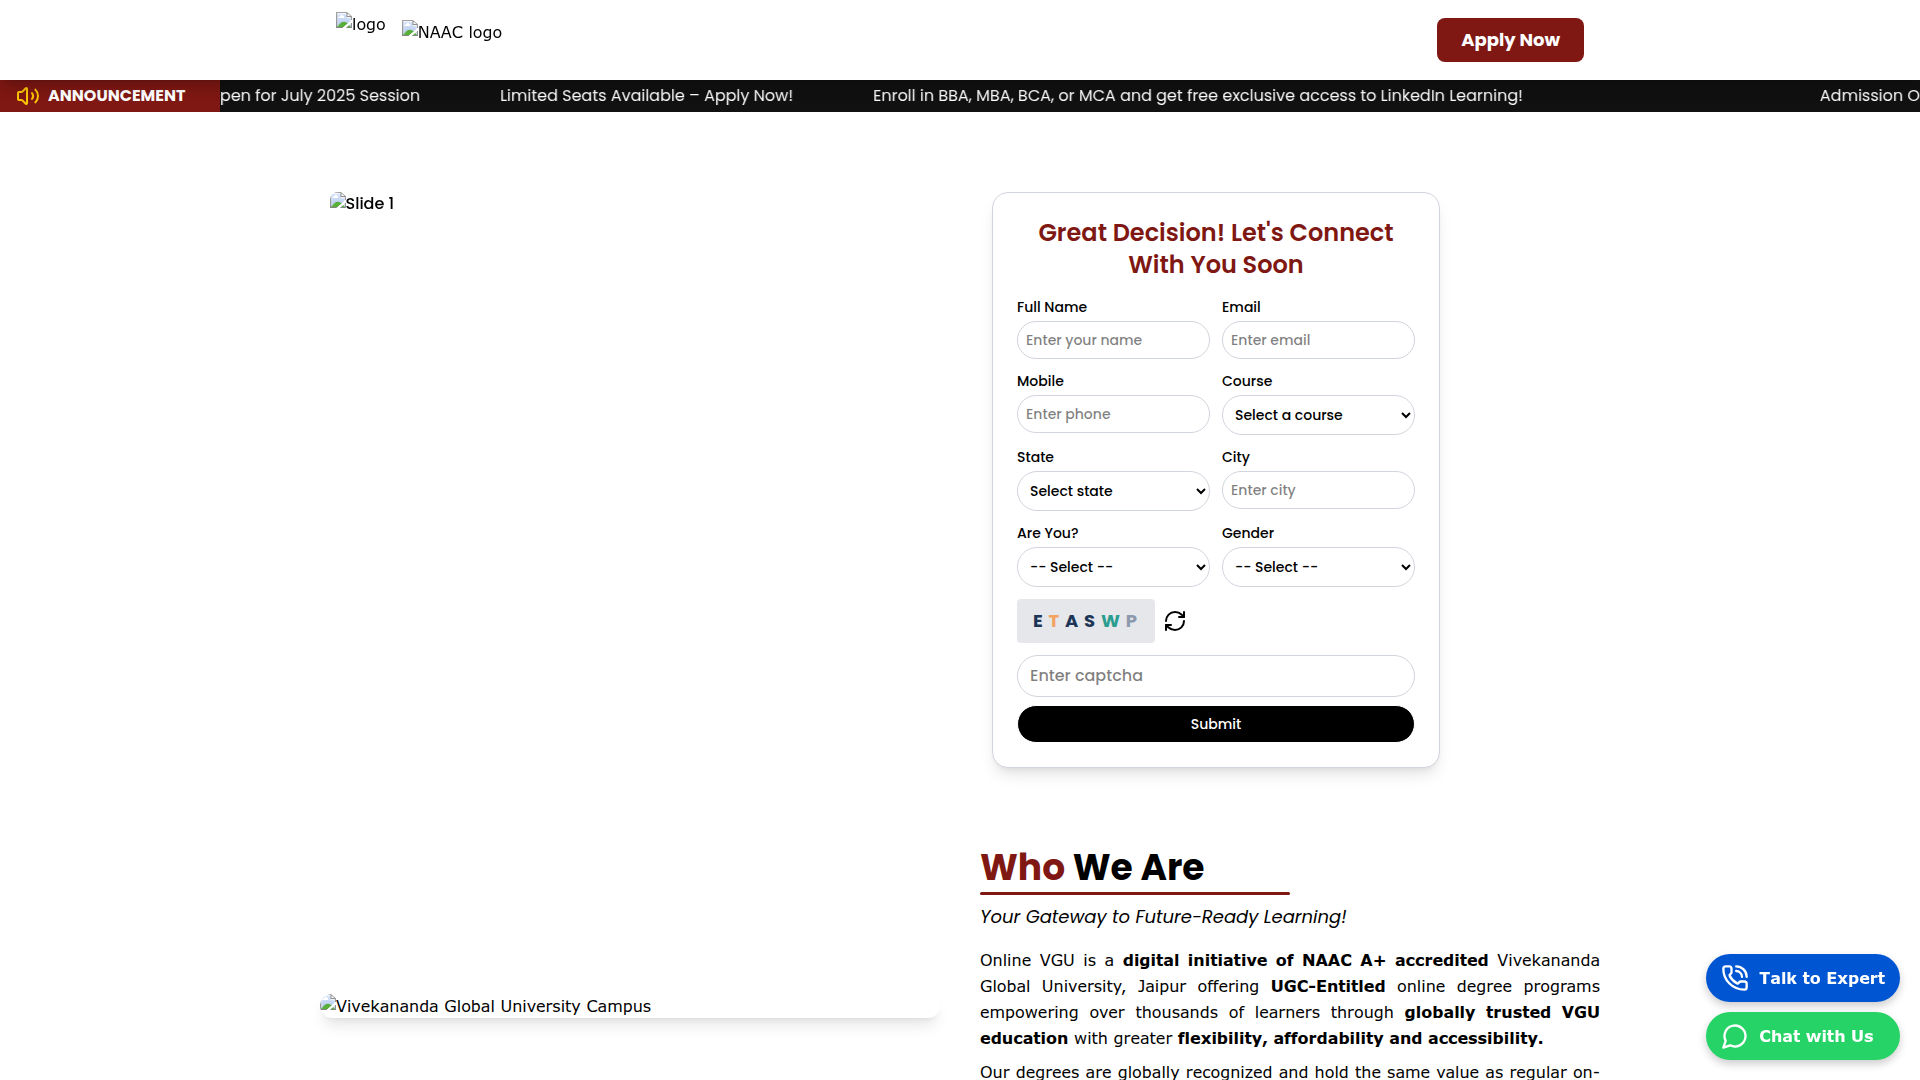 logo
NAAC logo
Apply Now
ANNOUNCEMENT
pen for July 2025 Session
Limited Seats Available – Apply Now!
Enroll in BBA, MBA, BCA, or MCA and get free exclusive access to LinkedIn Learning!
Admission O
Slide 1
Great Decision! Let's Connect
With You Soon
Full Name
Email
Enter your name
Enter email
Mobile
Course
Enter phone
Select a course
State
City
Select state
Enter city
Are You?
Gender
-- Select --
-- Select --
E T A S W P
Enter captcha
Submit
Who We Are
Your Gateway to Future-Ready Learning!
Vivekananda Global University Campus
Online VGU is a digital initiative of NAAC A+ accredited Vivekananda
Global University, Jaipur offering UGC-Entitled online degree programs
empowering over thousands of learners through globally trusted VGU
education with greater flexibility, affordability and accessibility.
Our degrees are globally recognized and hold the same value as regular on-
Talk to Expert
Chat with Us